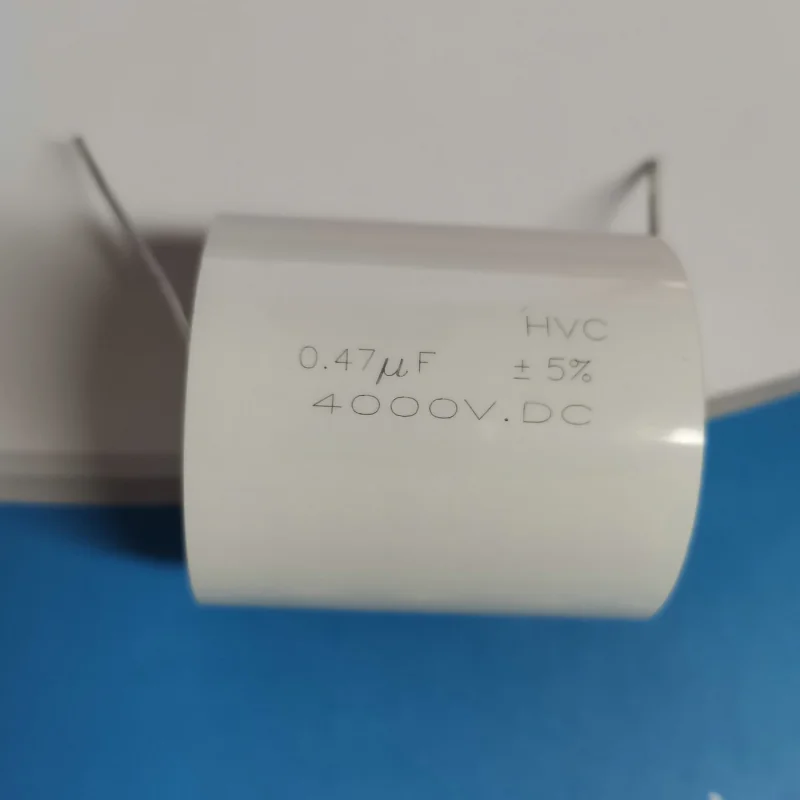 HVC
0.47μF ± 5%
4000V.DC